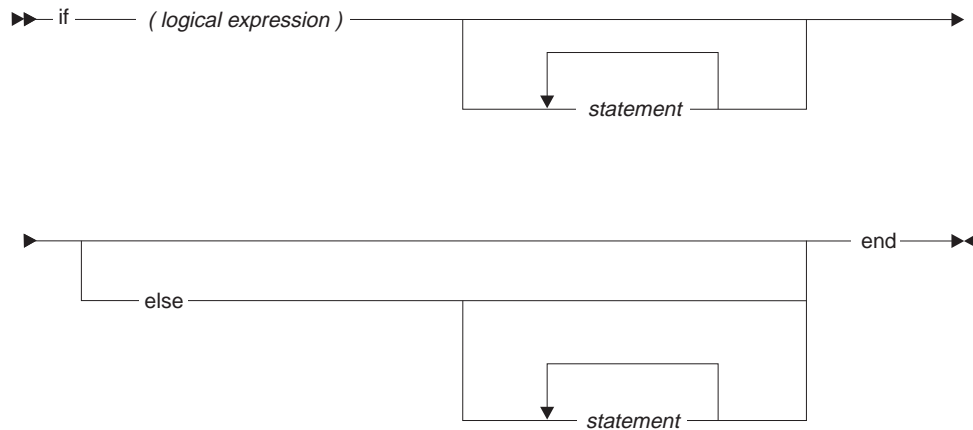 if ( logical expression )
statement
end
else
statement